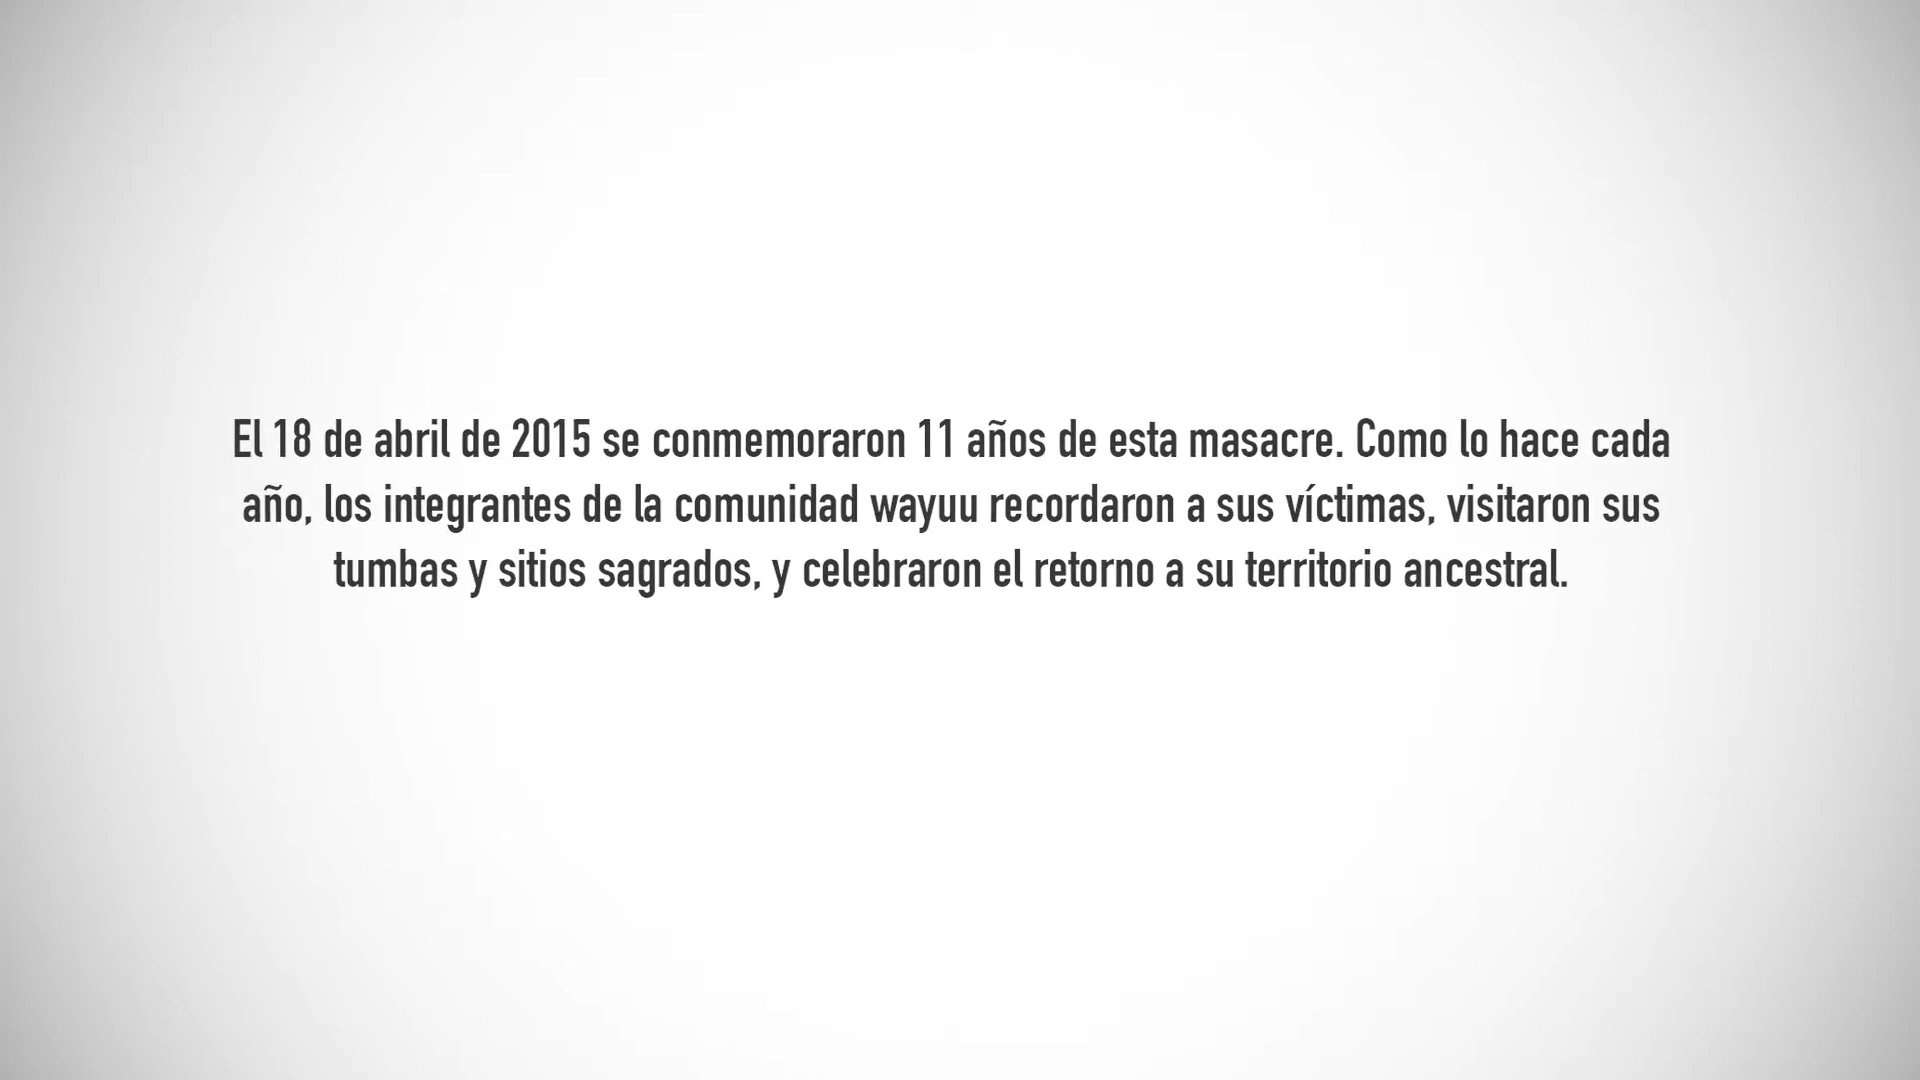 El 18 de abril de 2015 se conmemoraron 11 años de esta masacre. Como lo hace cada
año, los integrantes de la comunidad wayuu recordaron a sus víctimas, visitaron sus
tumbas y sitios sagrados, y celebraron el retorno a su territorio ancestral.